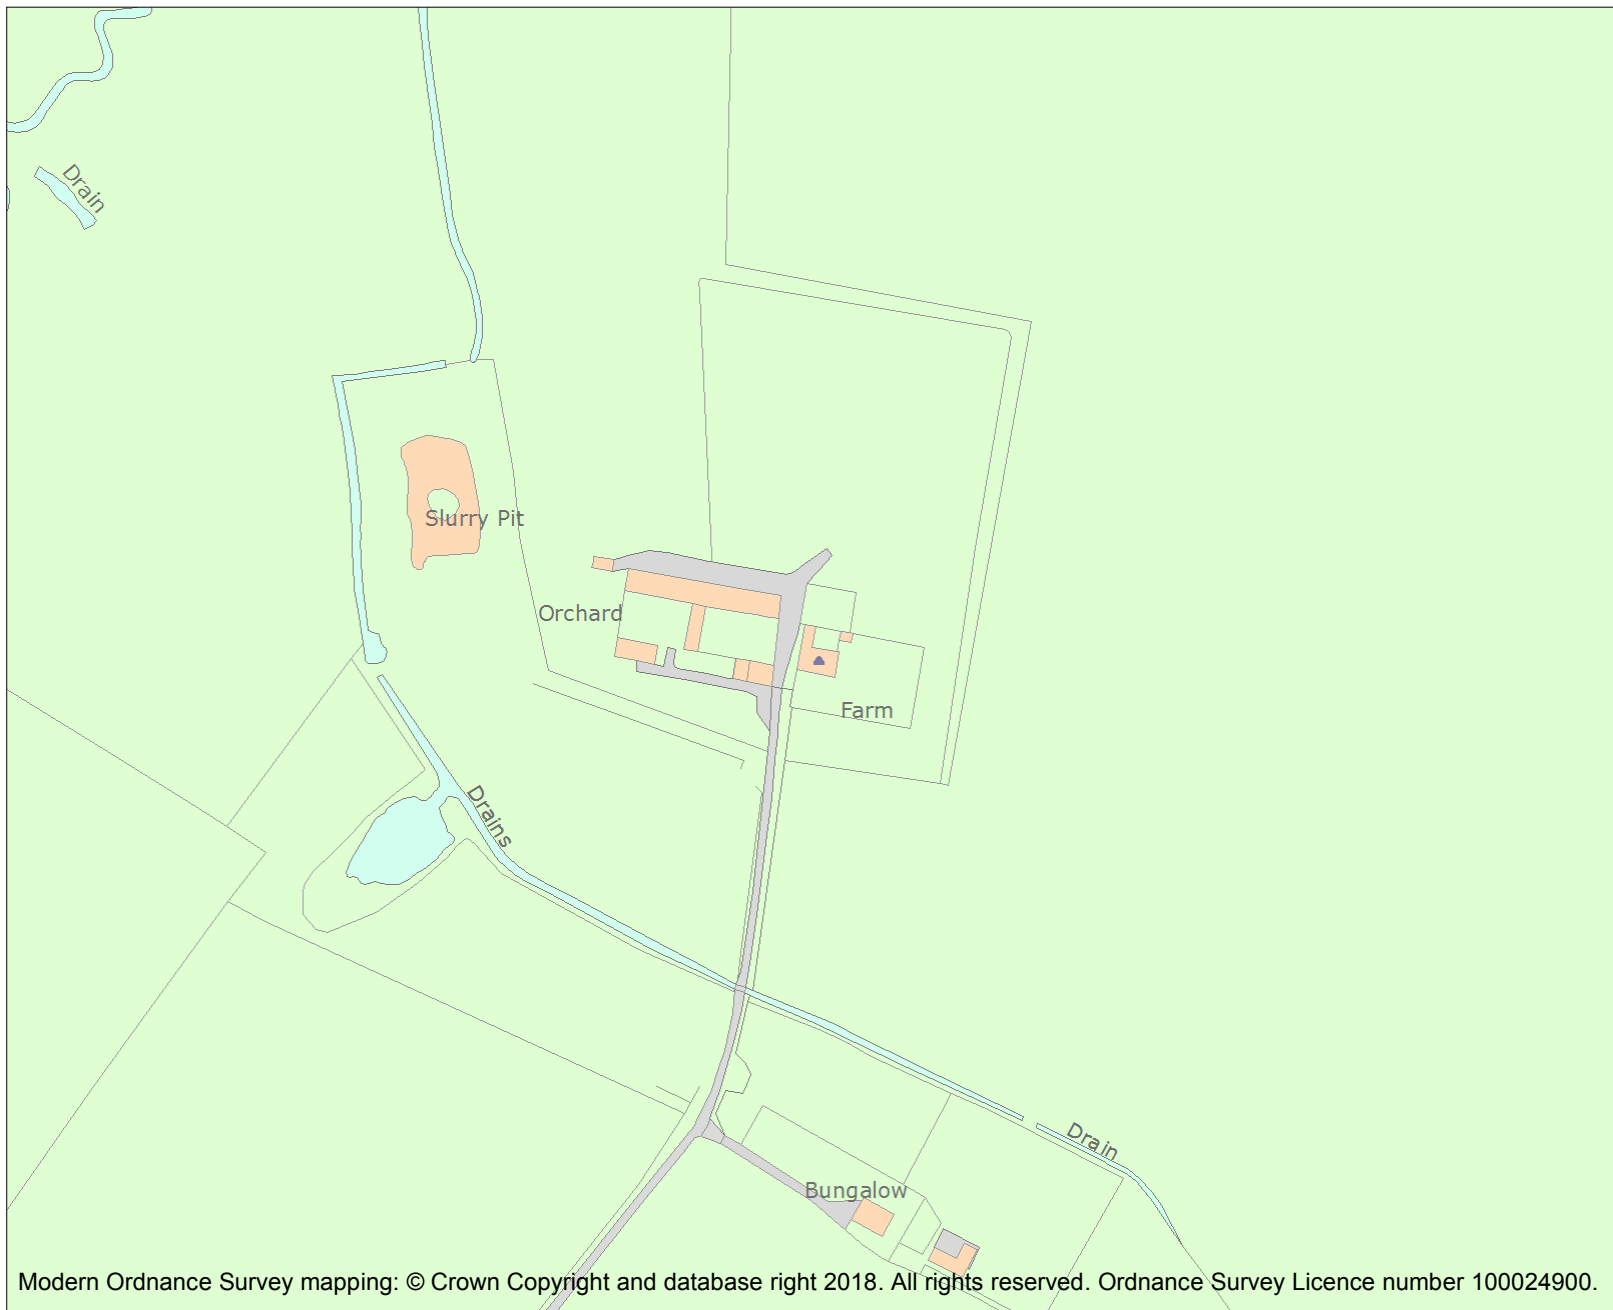 Drain
Slurry Pit
Orchard
Farm
Drains
Drain
Bungalow
Modern Ordnance Survey mapping: © Crown Copyright and database right 2018. All rights reserved. Ordnance Survey Licence number 100024900.